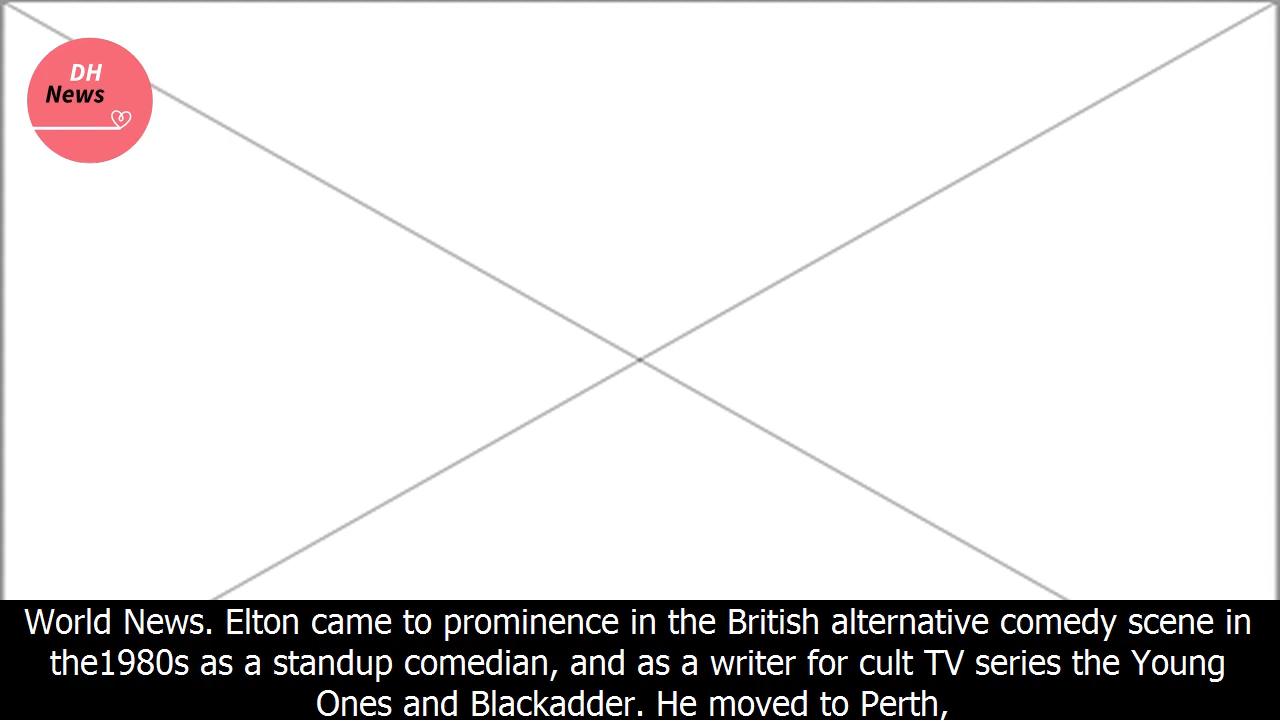 DH
News
World News. Elton came to prominence in the British alternative comedy scene in
the1980s as a standup comedian, and as a writer for cult TV series the Young
Ones and Blackadder. He moved to Perth,